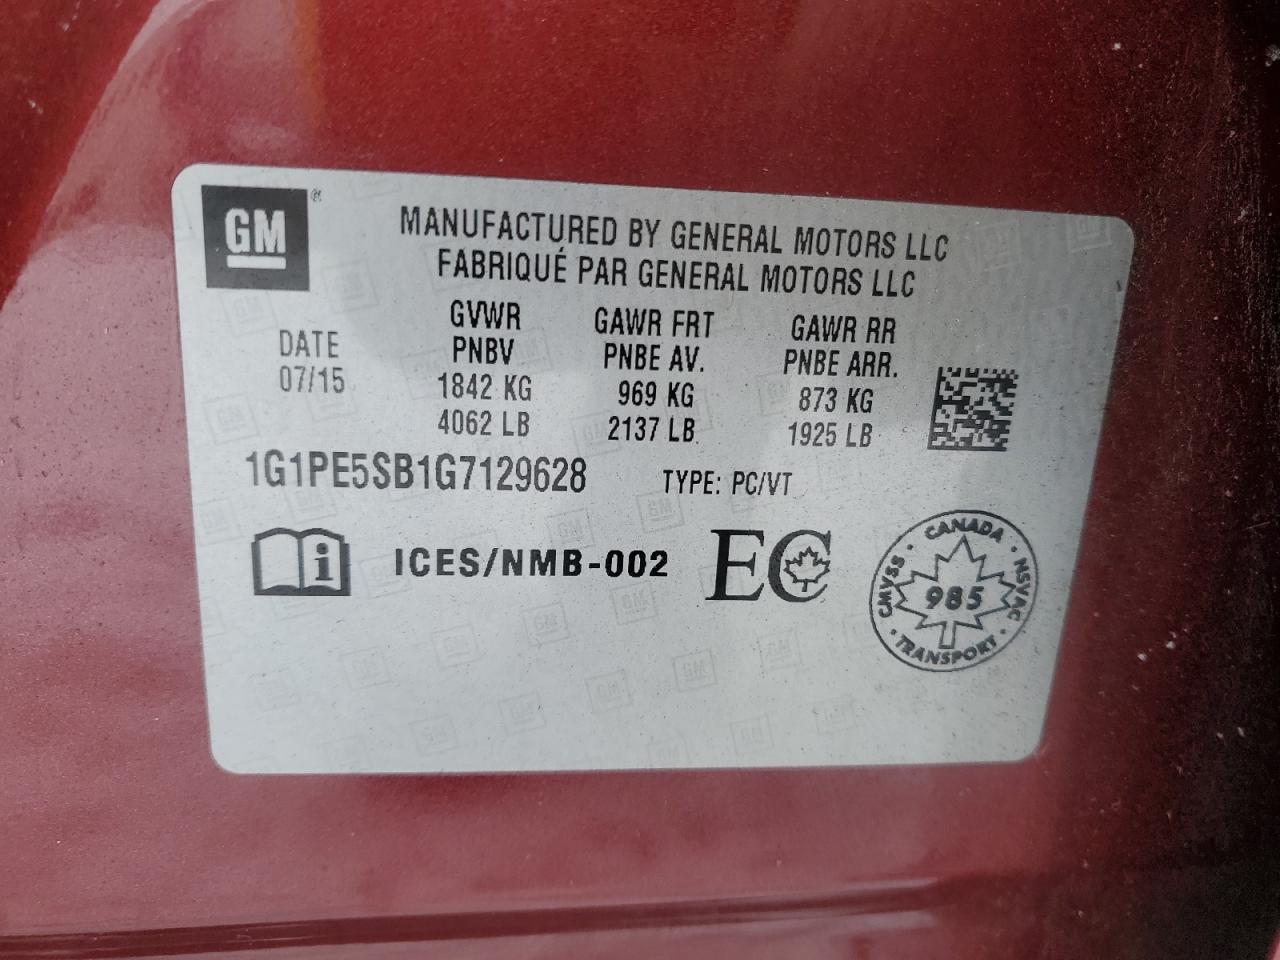 GM ®
MANUFACTURED BY GENERAL MOTORS LLC
FABRIQUÉ PAR GENERAL MOTORS LLC
DATE
07/15
GVWR
PNBV
1842 KG
4062 LB
GAWR FRT
PNBE AV.
969 KG
2137 LB
GAWR RR
PNBE ARR.
873 KG
1925 LB
1G1PE5SB1G7129628 TYPE: PC/VT
i ICES/NMB-002 EC
CANADA · NSVAC · TRANSPORT · CMVSS ·
985